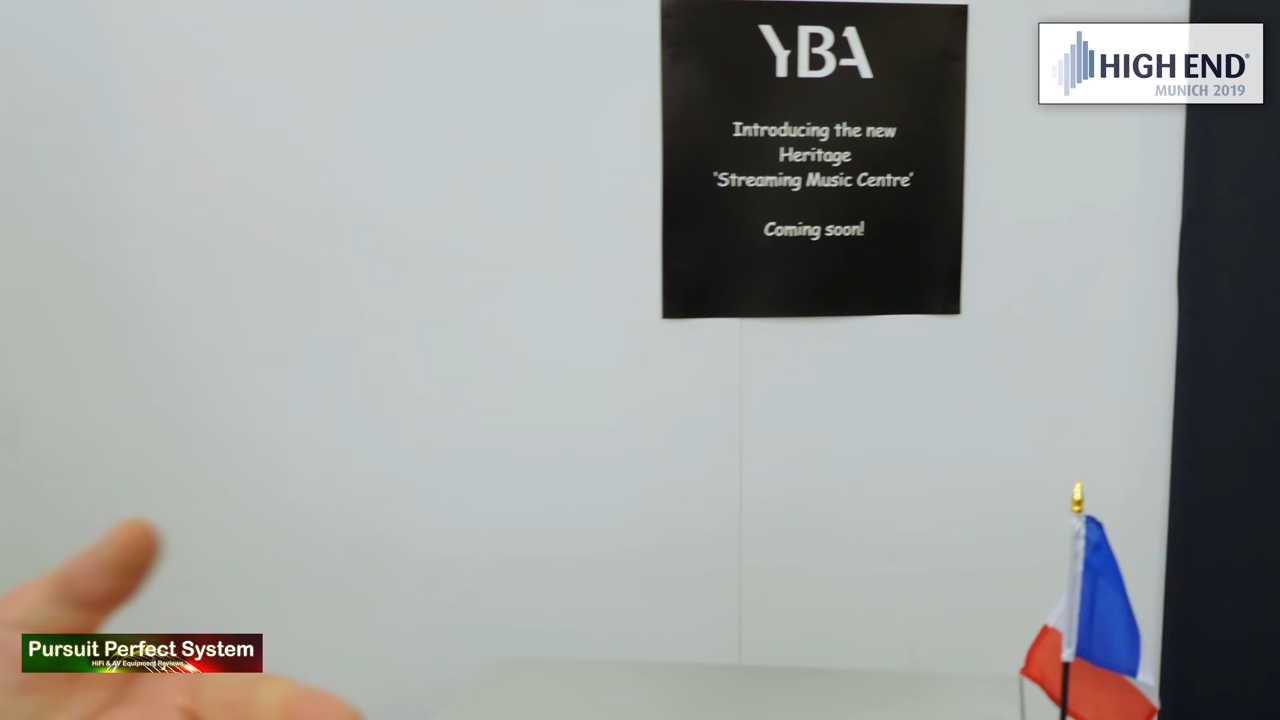 YBA
Introducing the new
Heritage
'Streaming Music Centre'
Coming soon!
HIGH END®
MUNICH 2019
Pursuit Perfect System
HiFi & AV Equipment Reviews